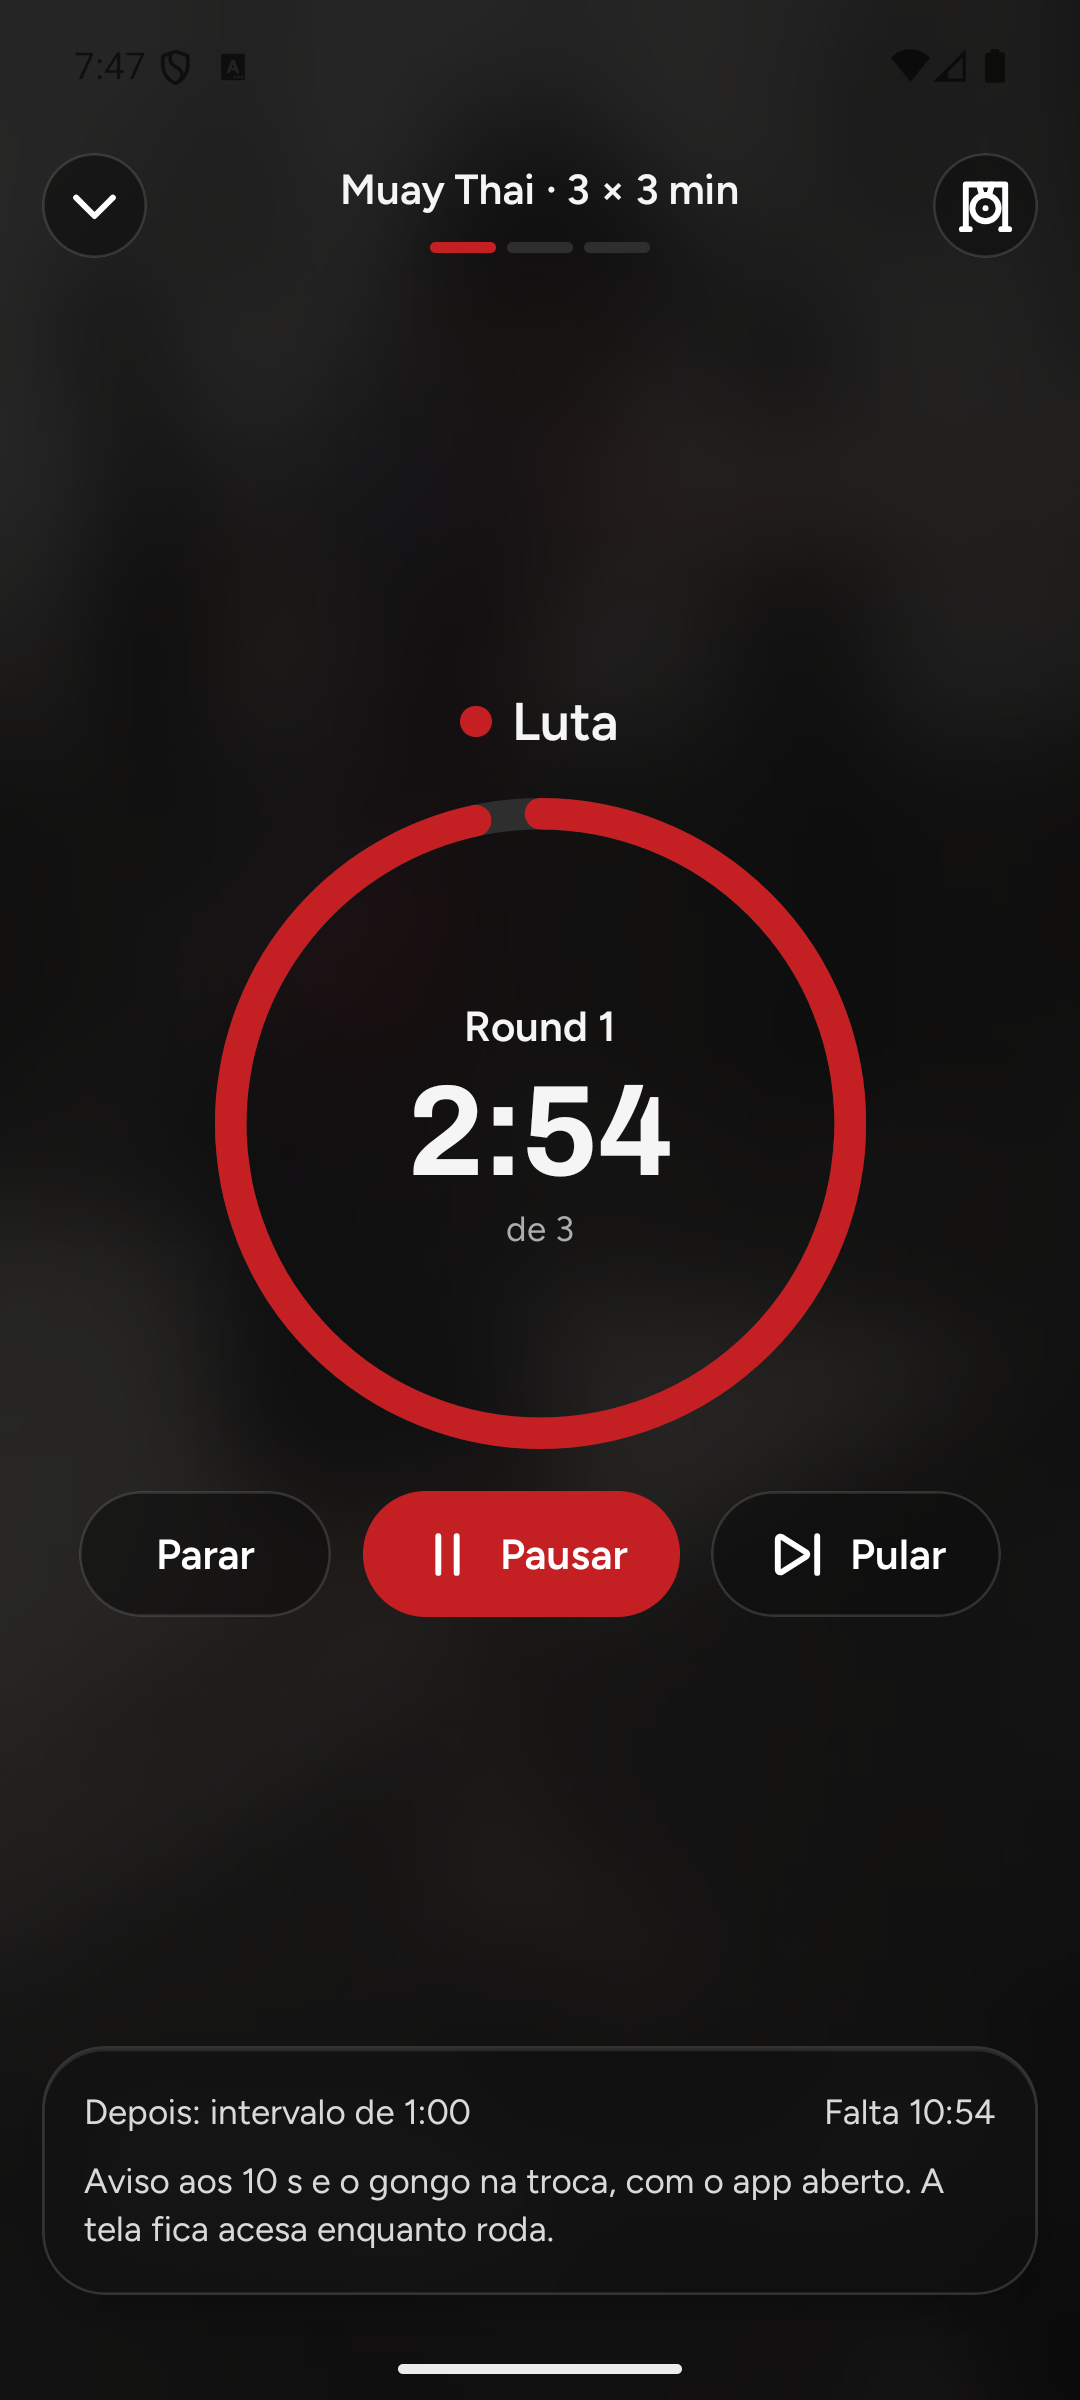 7:47
Muay Thai · 3 × 3 min
Luta
Round 1
2:54
de 3
Parar
Pausar
Pular
Depois: intervalo de 1:00
Falta 10:54
Aviso aos 10 s e o gongo na troca, com o app aberto. A
tela fica acesa enquanto roda.